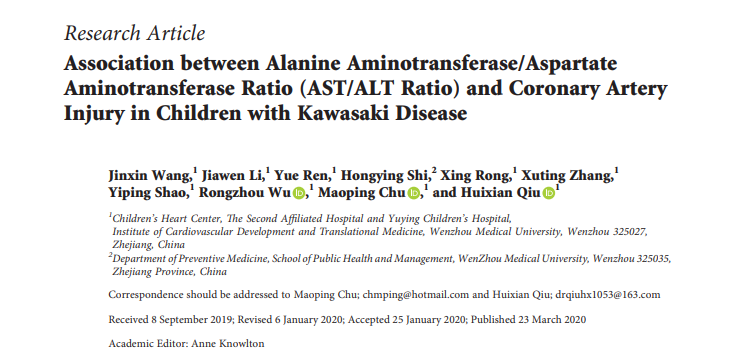 Research Article
Association between Alanine Aminotransferase/Aspartate
Aminotransferase Ratio (AST/ALT Ratio) and Coronary Artery
Injury in Children with Kawasaki Disease
Jinxin Wang,1 Jiawen Li,1 Yue Ren,1 Hongying Shi,2 Xing Rong,1 Xuting Zhang,1
Yiping Shao,1 Rongzhou Wu iD,1 Maoping Chu iD,1 and Huixian Qiu iD1
1Children's Heart Center, The Second Affiliated Hospital and Yuying Children's Hospital,
Institute of Cardiovascular Development and Translational Medicine, Wenzhou Medical University, Wenzhou 325027,
Zhejiang, China
2Department of Preventive Medicine, School of Public Health and Management, WenZhou Medical University, Wenzhou 325035,
Zhejiang Province, China
Correspondence should be addressed to Maoping Chu; chmping@hotmail.com and Huixian Qiu; drqiuhx1053@163.com
Received 8 September 2019; Revised 6 January 2020; Accepted 25 January 2020; Published 23 March 2020
Academic Editor: Anne Knowlton